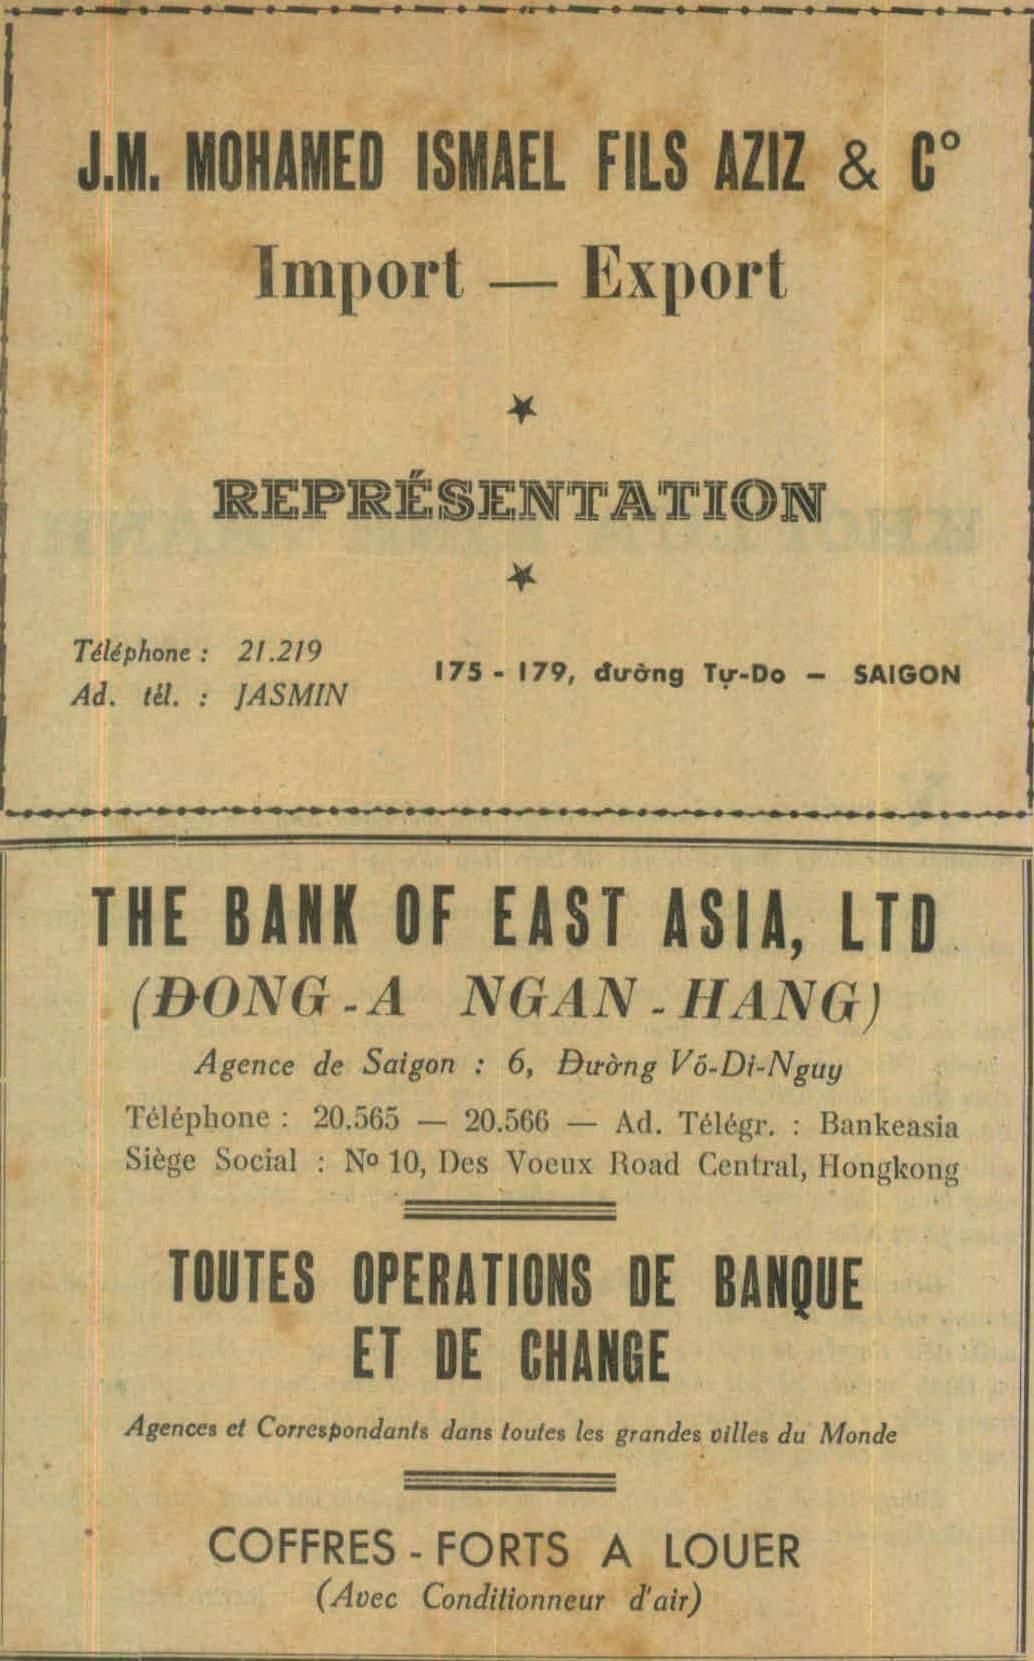 J.M. MOHAMED ISMAEL FILS AZIZ & Cº
Import — Export
REPRÉSENTATION
Téléphone : 21.219
Ad. tél. : JASMIN
175 - 179, đường Tự-Do — SAIGON
THE BANK OF EAST ASIA, LTD
(ĐONG-A NGAN-HANG)
Agence de Saigon : 6, Đường Võ-Di-Nguy
Téléphone : 20.565 — 20.566 — Ad. Télégr. : Bankeasia
Siège Social : Nº 10, Des Voeux Road Central, Hongkong
TOUTES OPERATIONS DE BANQUE
ET DE CHANGE
Agences et Correspondants dans toutes les grandes villes du Monde
COFFRES - FORTS A LOUER
(Avec Conditionneur d'air)